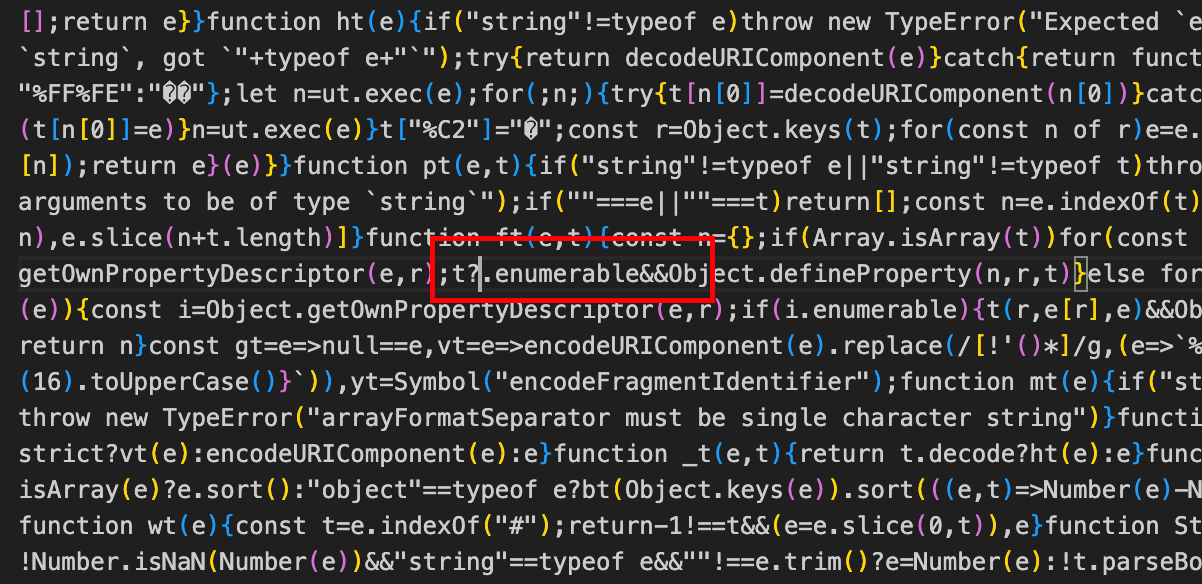 [];return e}}function ht(e){if("string"!=typeof e)throw new TypeError("Expected `e
`string`, got `"+typeof e+"`");try{return decodeURIComponent(e)}catch{return funct
"%FF%FE":"��"};let n=ut.exec(e);for(;n;){try{t[n[0]]=decodeURIComponent(n[0])}catc
(t[n[0]]=e)}n=ut.exec(e)}t["%C2"]="�";const r=Object.keys(t);for(const n of r)e=e.
[n]);return e}(e)}}function pt(e,t){if("string"!=typeof e||"string"!=typeof t)thro
arguments to be of type `string`");if(""===e||""===t)return[];const n=e.indexOf(t)
n),e.slice(n+t.length)]}function ft(e,t){const n={};if(Array.isArray(t))for(const
getOwnPropertyDescriptor(e,r);t?.enumerable&&Object.defineProperty(n,r,t)}else for
(e)){const i=Object.getOwnPropertyDescriptor(e,r);if(i.enumerable){t(r,e[r],e)&&Ob
return n}const gt=e=>null==e,vt=e=>encodeURIComponent(e).replace(/[!'()*]/g,(e=>`%
(16).toUpperCase()}`)),yt=Symbol("encodeFragmentIdentifier");function mt(e){if("st
throw new TypeError("arrayFormatSeparator must be single character string")}functi
strict?vt(e):encodeURIComponent(e):e}function _t(e,t){return t.decode?ht(e):e}func
isArray(e)?e.sort():"object"==typeof e?bt(Object.keys(e)).sort(((e,t)=>Number(e)-N
function wt(e){const t=e.indexOf("#");return-1!==t&&(e=e.slice(0,t)),e}function St
!Number.isNaN(Number(e))&&"string"==typeof e&&""!==e.trim()?e=Number(e):!t.parseBo